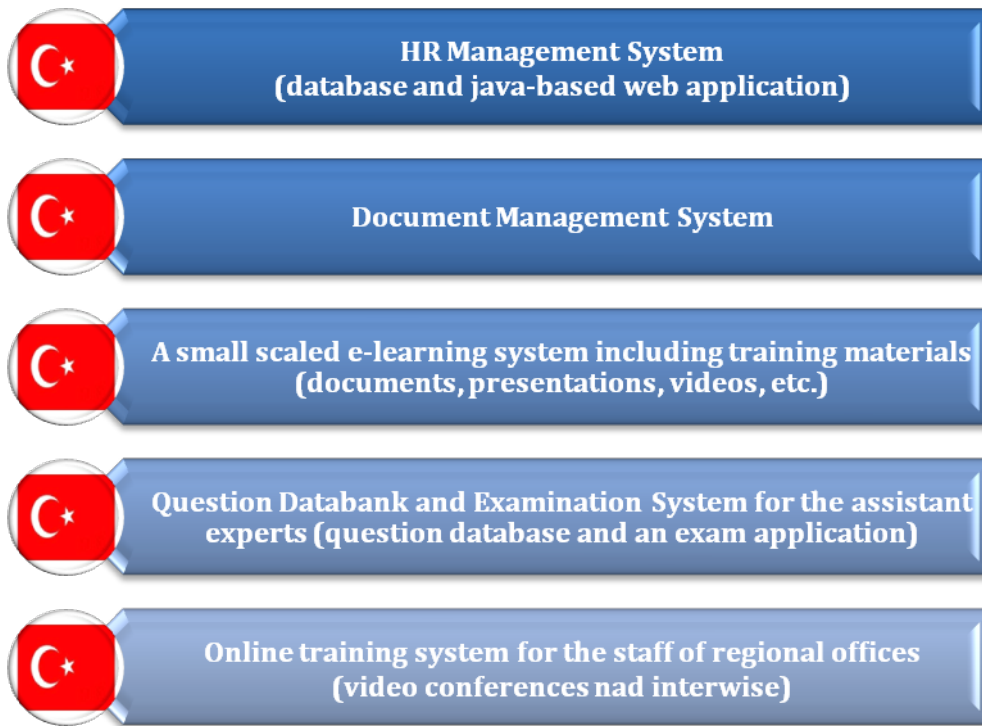 HR Management System
(database and java-based web application)
Document Management System
A small scaled e-learning system including training materials
(documents, presentations, videos, etc.)
Question Databank and Examination System for the assistant
experts (question database and an exam application)
Online training system for the staff of regional offices
(video conferences nad interwise)